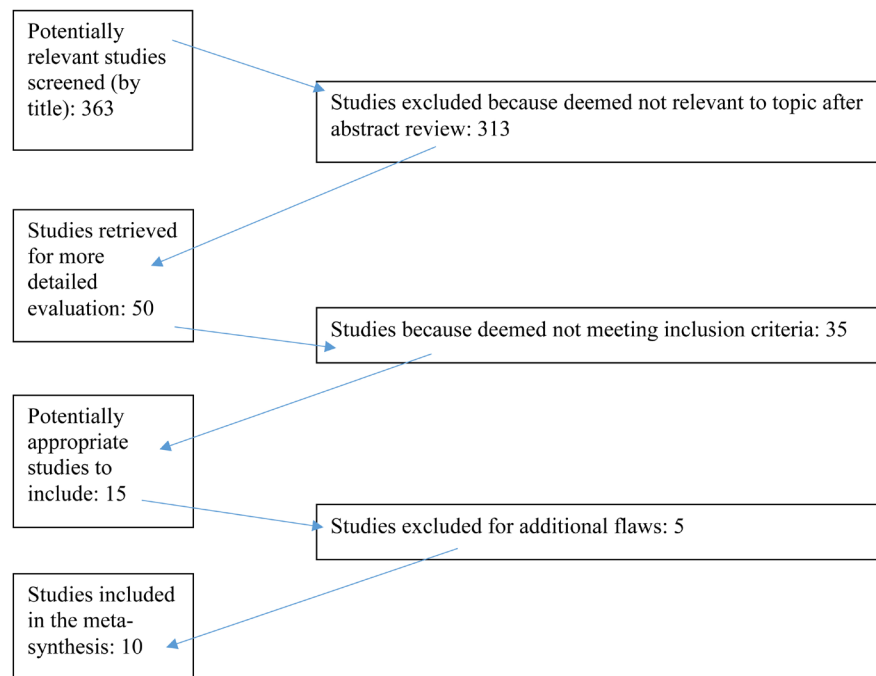 Potentially
relevant studies
screened (by
title): 363
Studies excluded because deemed not relevant to topic after
abstract review: 313
Studies retrieved
for more
detailed
evaluation: 50
Studies because deemed not meeting inclusion criteria: 35
Potentially
appropriate
studies to
include: 15
Studies excluded for additional flaws: 5
Studies included
in the meta-
synthesis: 10